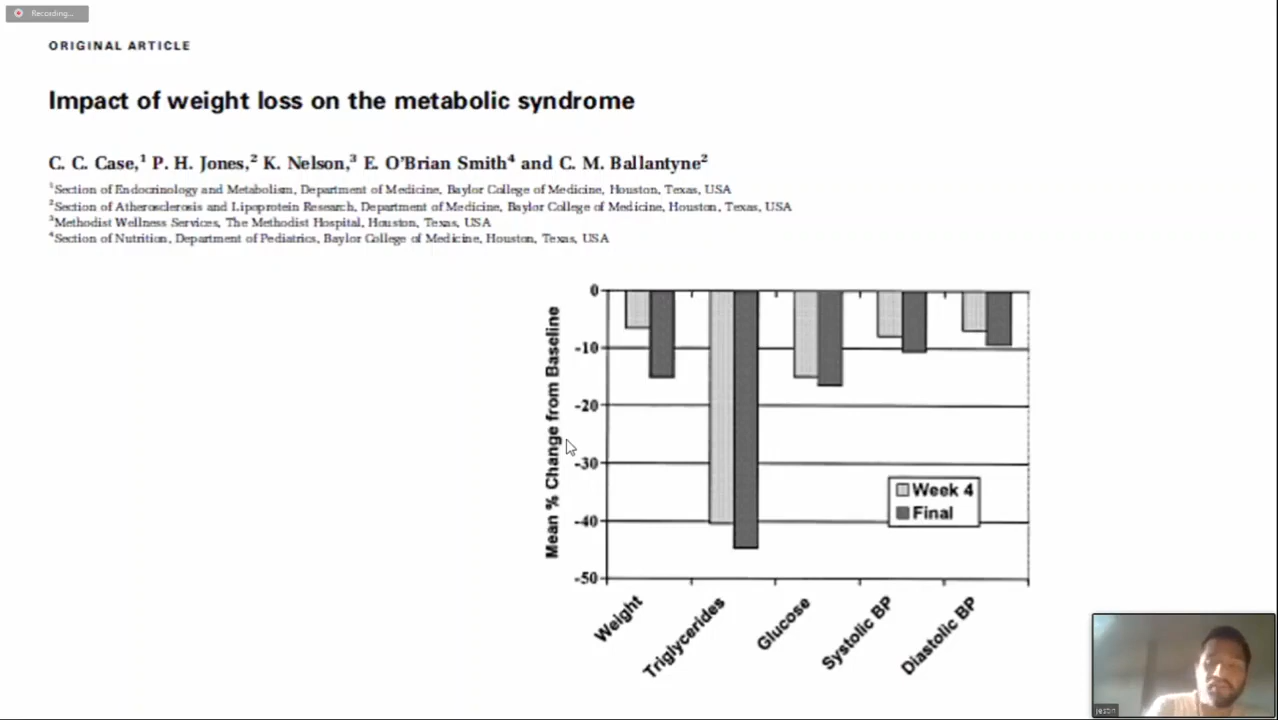 Recording...
ORIGINAL ARTICLE
Impact of weight loss on the metabolic syndrome
C. C. Case,¹ P. H. Jones,² K. Nelson,³ E. O'Brian Smith⁴ and C. M. Ballantyne²
¹Section of Endocrinology and Metabolism, Department of Medicine, Baylor College of Medicine, Houston, Texas, USA
²Section of Atherosclerosis and Lipoprotein Research, Department of Medicine, Baylor College of Medicine, Houston, Texas, USA
³Methodist Wellness Services, The Methodist Hospital, Houston, Texas, USA
⁴Section of Nutrition, Department of Pediatrics, Baylor College of Medicine, Houston, Texas, USA
Mean % Change from Baseline
0
-10
-20
-30
-40
-50
Week 4
Final
Weight
Triglycerides
Glucose
Systolic BP
Diastolic BP